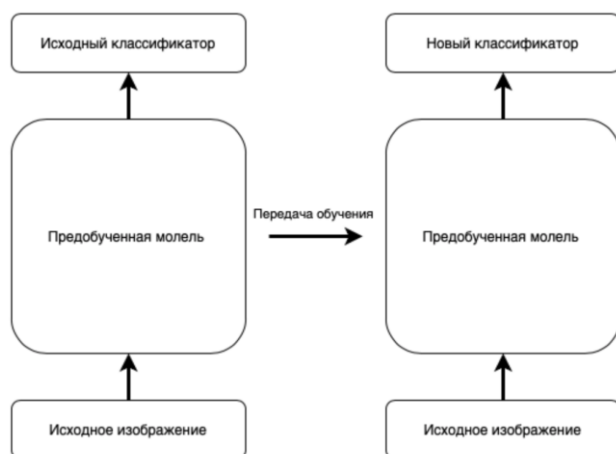 Исходный классификатор
Новый классификатор
Предобученная молель
Передача обучения
Предобученная молель
Исходное изображение
Исходное изображение